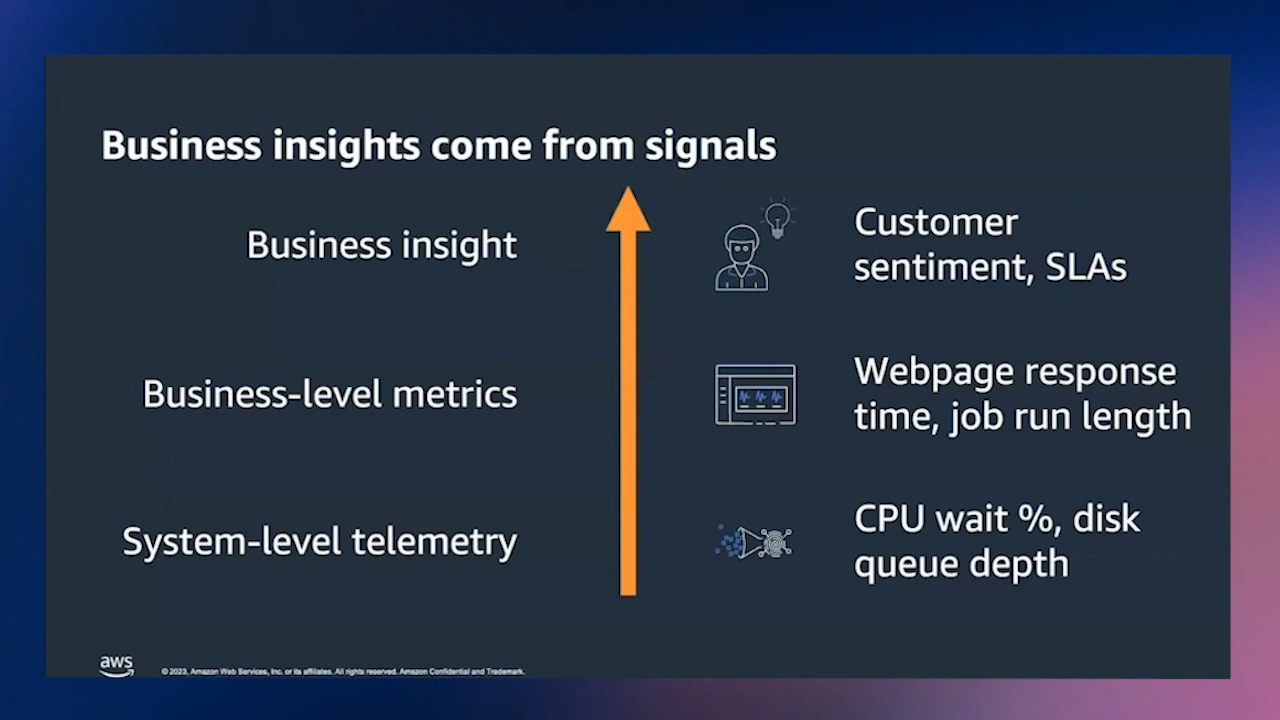 Business insights come from signals
Business insight
Customer
sentiment, SLAs
Business-level metrics
Webpage response
time, job run length
System-level telemetry
CPU wait %, disk
queue depth
aws
© 2023, Amazon Web Services, Inc. or its affiliates. All rights reserved. Amazon Confidential and Trademark.